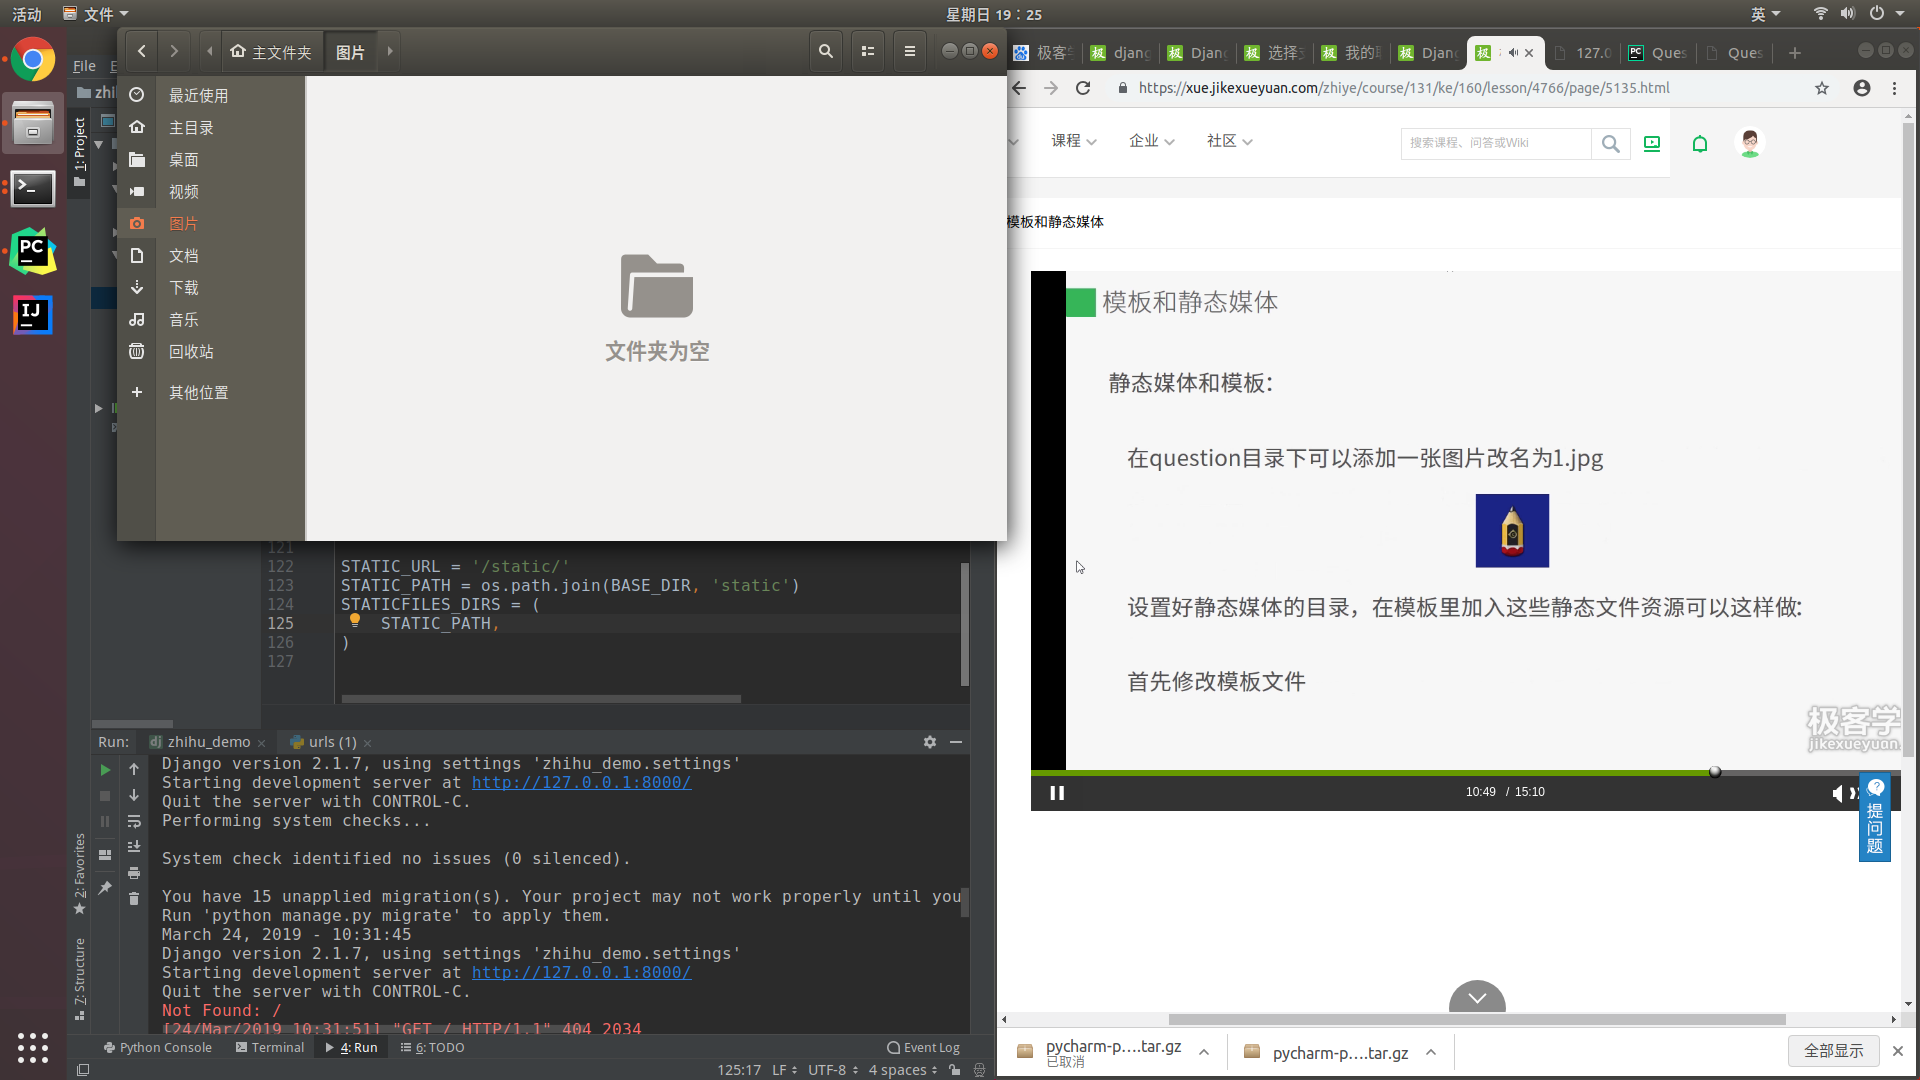 活动
文件
星期日 19：25
英
主文件夹
图片
最近使用
主目录
桌面
视频
图片
文档
下载
音乐
回收站
其他位置
文件夹为空
File
1: Project
121
122 STATIC_URL = '/static/'
123 STATIC_PATH = os.path.join(BASE_DIR, 'static')
124 STATICFILES_DIRS = (
125 STATIC_PATH,
126 )
127
Run: zhihu_demo urls (1)
Django version 2.1.7, using settings 'zhihu_demo.settings'
Starting development server at http://127.0.0.1:8000/
Quit the server with CONTROL-C.
Performing system checks...
System check identified no issues (0 silenced).
You have 15 unapplied migration(s). Your project may not work properly until you
Run 'python manage.py migrate' to apply them.
March 24, 2019 - 10:31:45
Django version 2.1.7, using settings 'zhihu_demo.settings'
Starting development server at http://127.0.0.1:8000/
Quit the server with CONTROL-C.
Not Found: /
[24/Mar/2019 10:31:51] "GET / HTTP/1.1" 404 2034
2: Favorites
7: Structure
Python Console Terminal 4: Run 6: TODO Event Log
125:17 LF UTF-8 4 spaces
极客 djang Djan 选择 我的 Djan 127.0 Ques Ques
https://xue.jikexueyuan.com/zhiye/course/131/ke/160/lesson/4766/page/5135.html
课程 企业 社区
搜索课程、问答或Wiki
模板和静态媒体
模板和静态媒体
静态媒体和模板：
在question目录下可以添加一张图片改名为1.jpg
设置好静态媒体的目录，在模板里加入这些静态文件资源可以这样做:
首先修改模板文件
极客学
jikexueyuan
10:49 / 15:10
提问题
pycharm-p....tar.gz
已取消
pycharm-p....tar.gz
全部显示